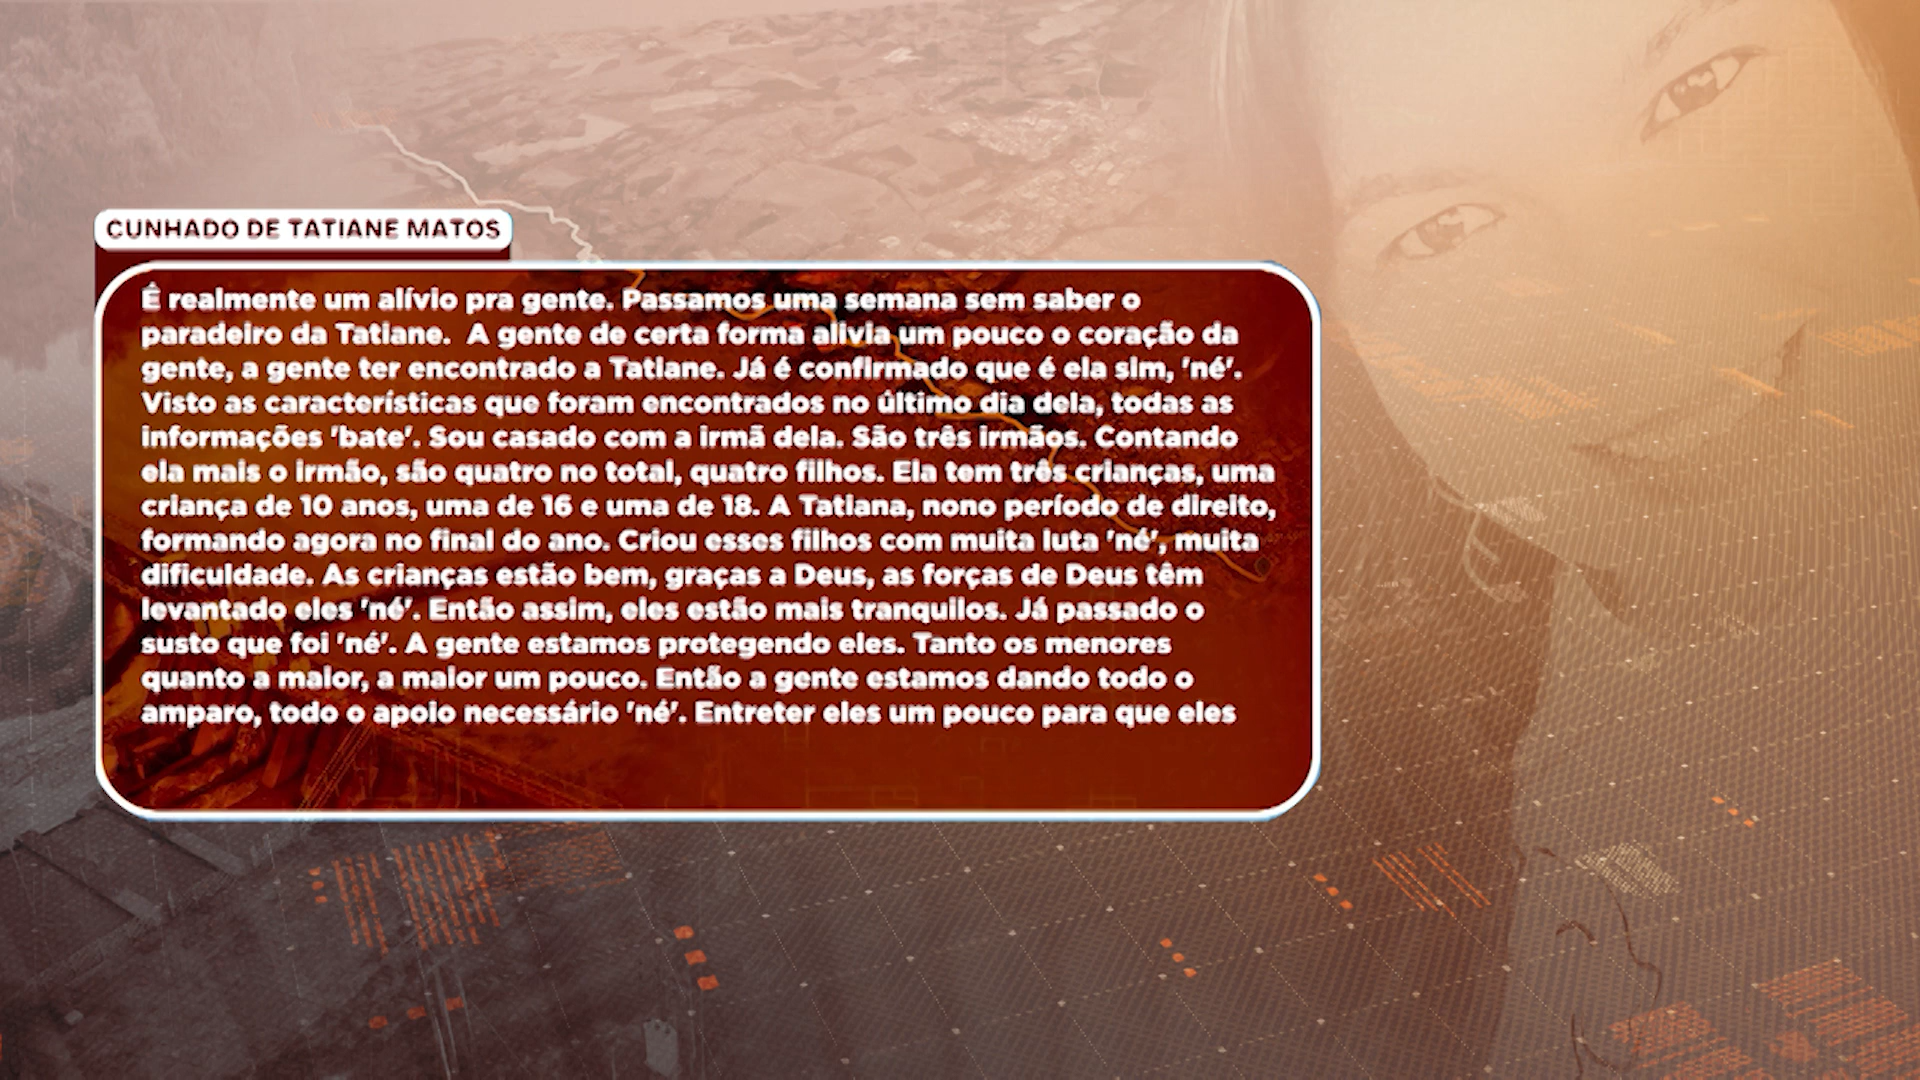 CUNHADO DE TATIANE MATOS
É realmente um alívio pra gente. Passamos uma semana sem saber o
paradeiro da Tatiane. A gente de certa forma alivia um pouco o coração da
gente, a gente ter encontrado a Tatiane. Já é confirmado que é ela sim, 'né'.
Visto as características que foram encontrados no último dia dela, todas as
informações 'bate'. Sou casado com a irmã dela. São três irmãos. Contando
ela mais o irmão, são quatro no total, quatro filhos. Ela tem três crianças, uma
criança de 10 anos, uma de 16 e uma de 18. A Tatiana, nono período de direito,
formando agora no final do ano. Criou esses filhos com muita luta 'né', muita
dificuldade. As crianças estão bem, graças a Deus, as forças de Deus têm
levantado eles 'né'. Então assim, eles estão mais tranquilos. Já passado o
susto que foi 'né'. A gente estamos protegendo eles. Tanto os menores
quanto a maior, a maior um pouco. Então a gente estamos dando todo o
amparo, todo o apoio necessário 'né'. Entreter eles um pouco para que eles